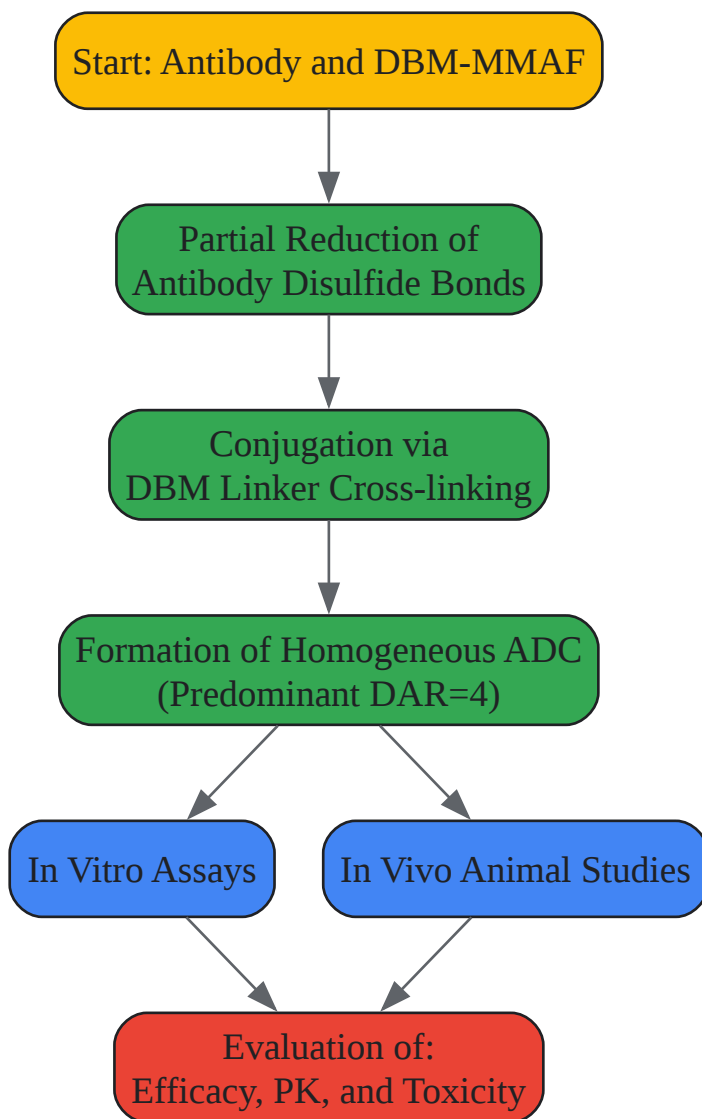 Start: Antibody and DBM-MMAF
Partial Reduction of
Antibody Disulfide Bonds
Conjugation via
DBM Linker Cross-linking
Formation of Homogeneous ADC
(Predominant DAR=4)
In Vitro Assays
In Vivo Animal Studies
Evaluation of:
Efficacy, PK, and Toxicity